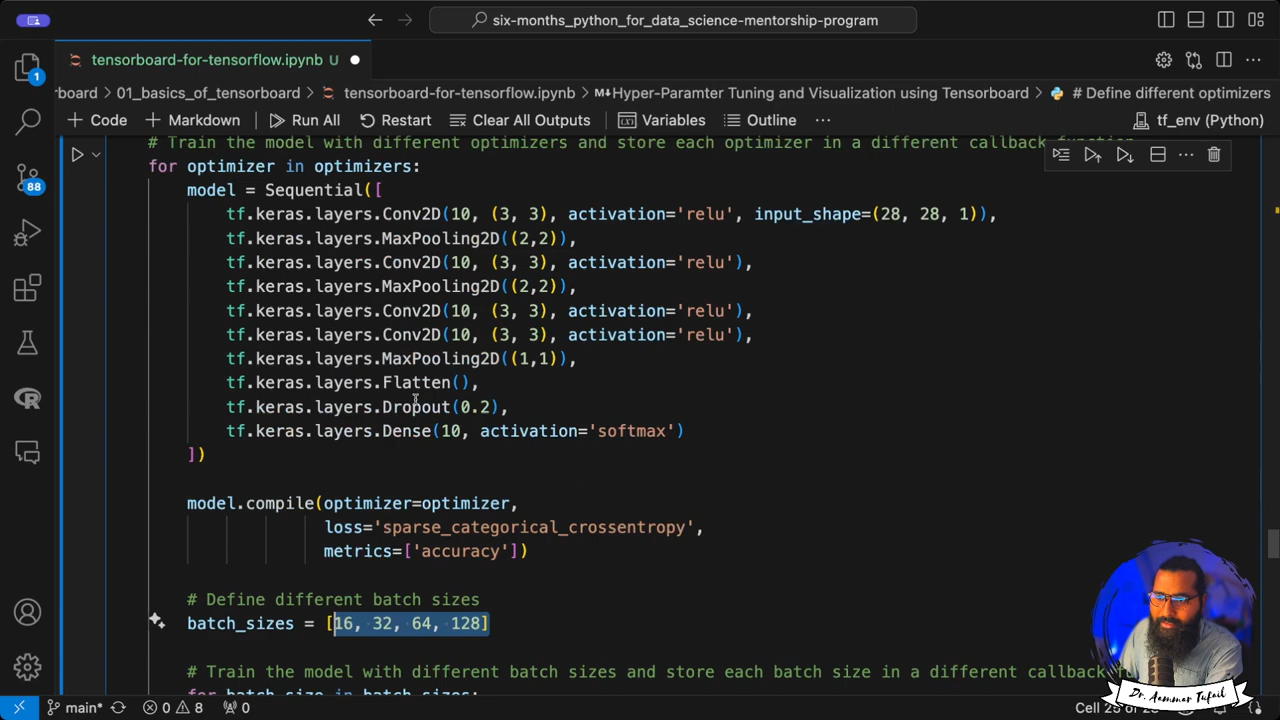 six-months_python_for_data_science-mentorship-program
tensorboard-for-tensorflow.ipynb U
board > 01_basics_of_tensorboard > tensorboard-for-tensorflow.ipynb > M↓Hyper-Paramter Tuning and Visualization using Tensorboard > # Define different optimizers
+ Code + Markdown Run All Restart Clear All Outputs Variables Outline ... tf_env (Python)
# Train the model with different optimizers and store each optimizer in a different callback function
for optimizer in optimizers:
model = Sequential([
tf.keras.layers.Conv2D(10, (3, 3), activation='relu', input_shape=(28, 28, 1)),
tf.keras.layers.MaxPooling2D((2,2)),
tf.keras.layers.Conv2D(10, (3, 3), activation='relu'),
tf.keras.layers.MaxPooling2D((2,2)),
tf.keras.layers.Conv2D(10, (3, 3), activation='relu'),
tf.keras.layers.Conv2D(10, (3, 3), activation='relu'),
tf.keras.layers.MaxPooling2D((1,1)),
tf.keras.layers.Flatten(),
tf.keras.layers.Dropout(0.2),
tf.keras.layers.Dense(10, activation='softmax')
])
model.compile(optimizer=optimizer,
loss='sparse_categorical_crossentropy',
metrics=['accuracy'])
# Define different batch sizes
batch_sizes = [16, 32, 64, 128]
# Train the model with different batch sizes and store each batch size in a different callback
for batch_size in batch_sizes:
1
88
Dr. Aammar Tufail
main* 0 8 0 Cell 25 of